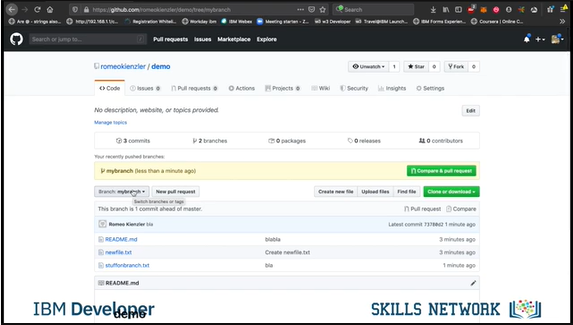 https://github.com/romeokienzler/demo/tree/mybranch
Search
Are @ - strings also... http://192.168.1/ Registration Whitelisting Workday ibm IBM Webex Meeting starten - Z... w3 Developer Travel@IBM Launch... IBM Forms Experien... Coursera | Online C...
Search or jump to... Pull requests Issues Marketplace Explore
romeokienzler / demo
Unwatch 1 Star 0 Fork 0
Code Issues 0 Pull requests 0 Actions Projects 0 Wiki Security Insights Settings
No description, website, or topics provided.
Edit
Manage topics
3 commits 2 branches 0 packages 0 releases 0 contributors
Your recently pushed branches:
mybranch (less than a minute ago) Compare & pull request
Branch: mybranch New pull request Create new file Upload files Find file Clone or download
Switch branches or tags
This branch is 1 commit ahead of master. Pull request Compare
Romeo Kienzler bla Latest commit 73780d2 1 minute ago
README.md blabla 3 minutes ago
newfile.txt Create newfile.txt 3 minutes ago
stuffonbranch.txt bla 1 minute ago
README.md
IBM Developer
demo
SKILLS NETWORK